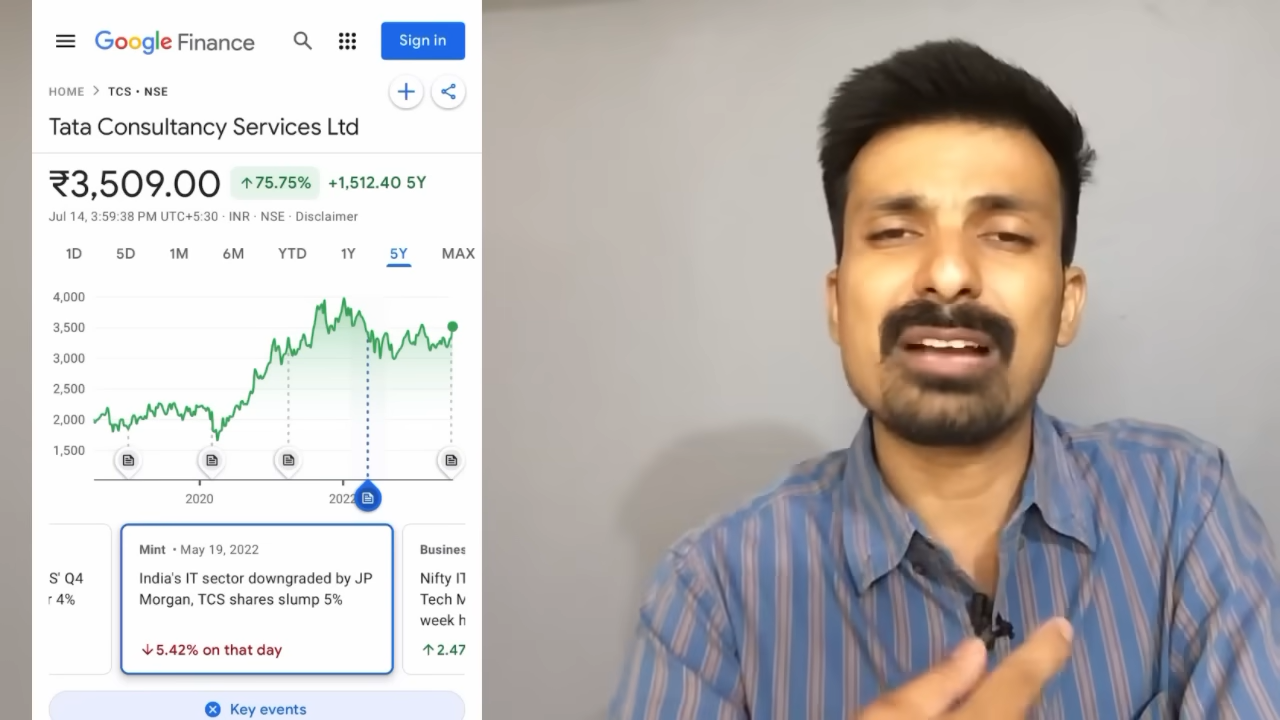 Google Finance
Sign in
HOME > TCS • NSE
Tata Consultancy Services Ltd
₹3,509.00 ↑75.75% +1,512.40 5Y
Jul 14, 3:59:38 PM UTC+5:30 · INR · NSE · Disclaimer
1D 5D 1M 6M YTD 1Y 5Y MAX
4,000
3,500
3,000
2,500
2,000
1,500
2020 2022
S' Q4
r 4%
Mint • May 19, 2022
India's IT sector downgraded by JP
Morgan, TCS shares slump 5%
↓5.42% on that day
Busines
Nifty IT
Tech M
week h
↑2.47
Key events